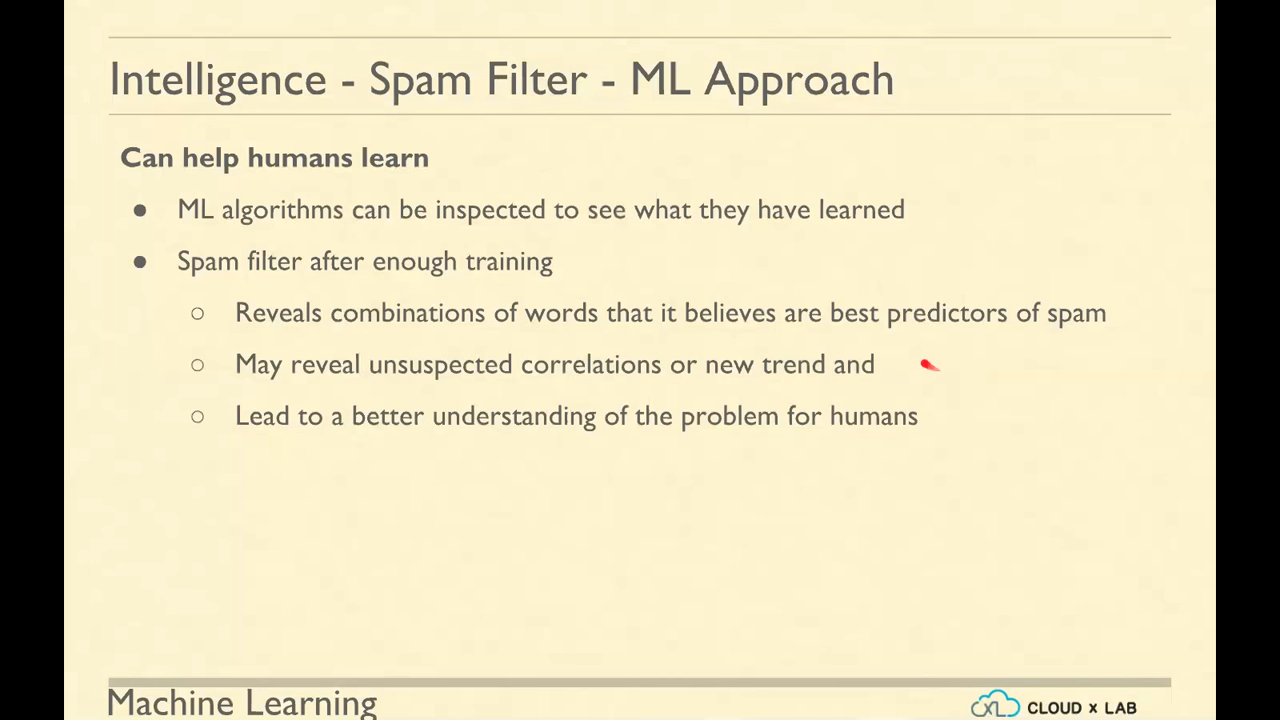 Intelligence - Spam Filter - ML Approach
Can help humans learn
● ML algorithms can be inspected to see what they have learned
● Spam filter after enough training
○ Reveals combinations of words that it believes are best predictors of spam
○ May reveal unsuspected correlations or new trend and
○ Lead to a better understanding of the problem for humans
Machine Learning
CLOUD x LAB